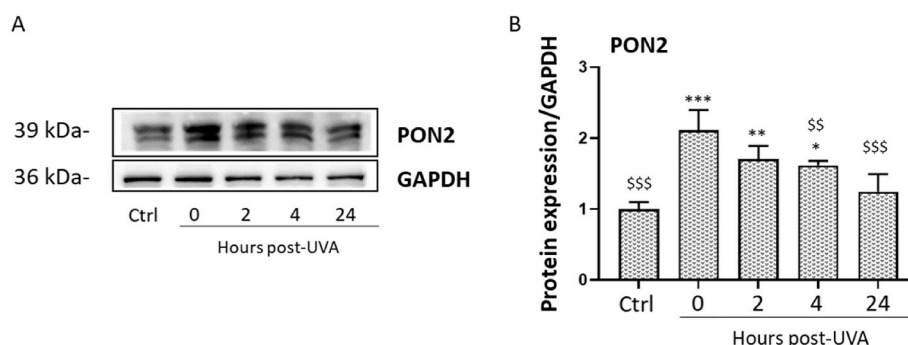 A
39 kDa-
PON2
36 kDa-
GAPDH
Ctrl 0 2 4 24
Hours post-UVA
B
PON2
Protein expression/GAPDH
3
2
1
0
$$$
***
**
$$
*
$$$
Ctrl 0 2 4 24
Hours post-UVA